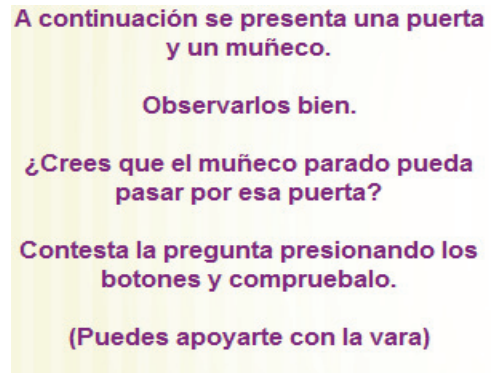 A continuación se presenta una puerta
y un muñeco.
Observarlos bien.
¿Crees que el muñeco parado pueda
pasar por esa puerta?
Contesta la pregunta presionando los
botones y compruebalo.
(Puedes apoyarte con la vara)